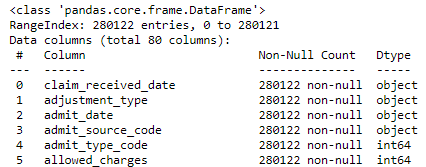 <class 'pandas.core.frame.DataFrame'>
RangeIndex: 280122 entries, 0 to 280121
Data columns (total 80 columns):
 #   Column                    Non-Null Count   Dtype
---  ------                    --------------   -----
 0   claim_received_date       280122 non-null  object
 1   adjustment_type           280122 non-null  object
 2   admit_date                280122 non-null  object
 3   admit_source_code         280122 non-null  object
 4   admit_type_code           280122 non-null  int64
 5   allowed_charges           280122 non-null  int64